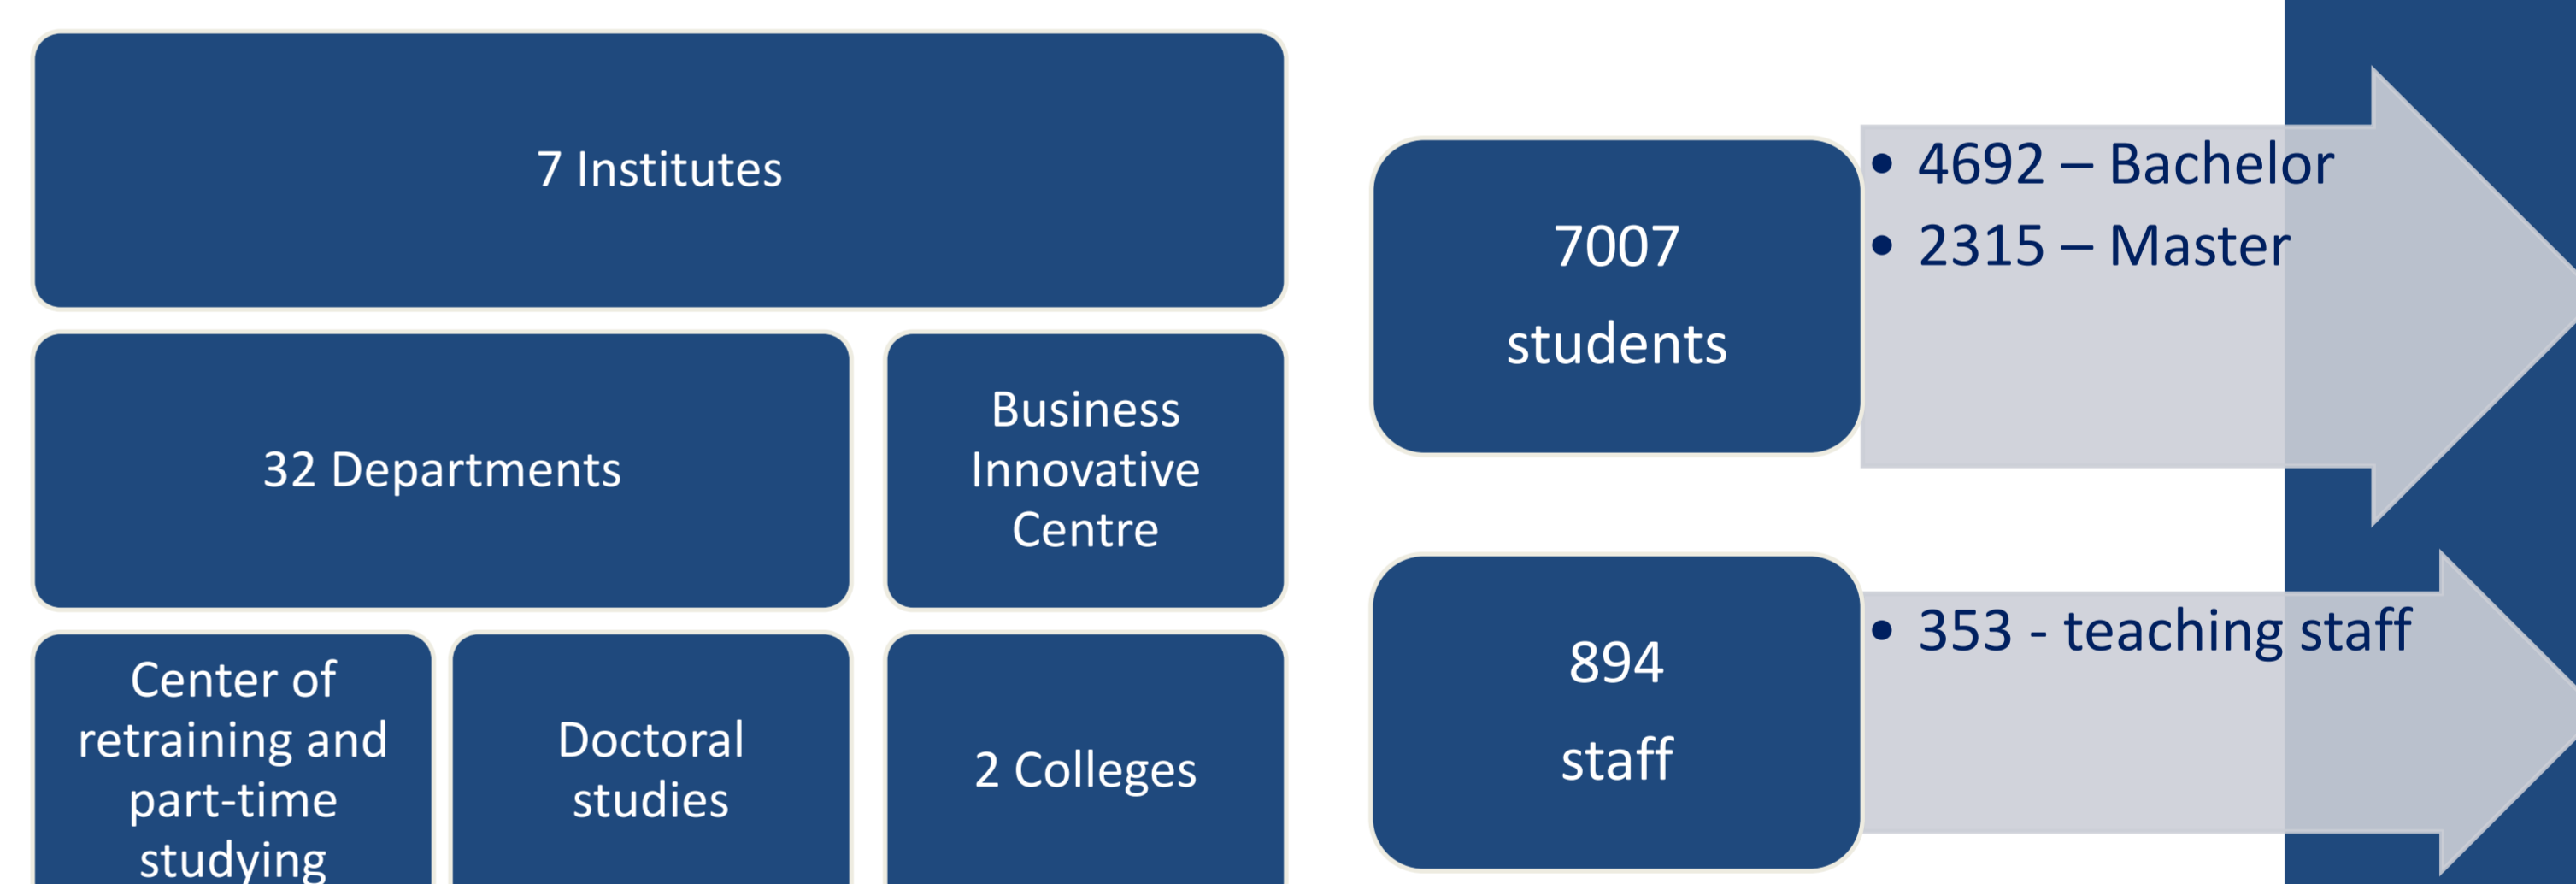 7 Institutes
32 Departments
Business
Innovative
Centre
Center of
retraining and
part-time
studying
Doctoral
studies
2 Colleges
7007
students
• 4692 – Bachelor
• 2315 – Master
894
staff
• 353 - teaching staff